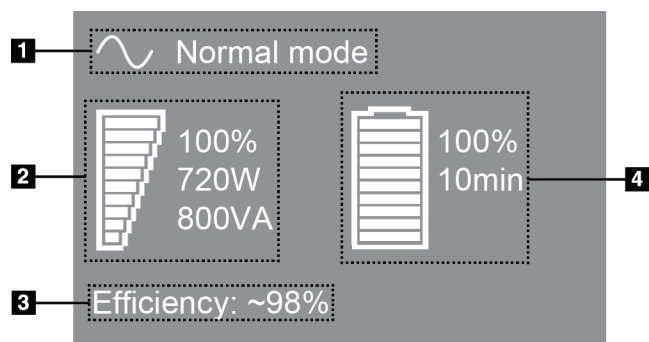 1
Normal mode
2
100%
720W
800VA
100%
10min
4
3
Efficiency: ~98%